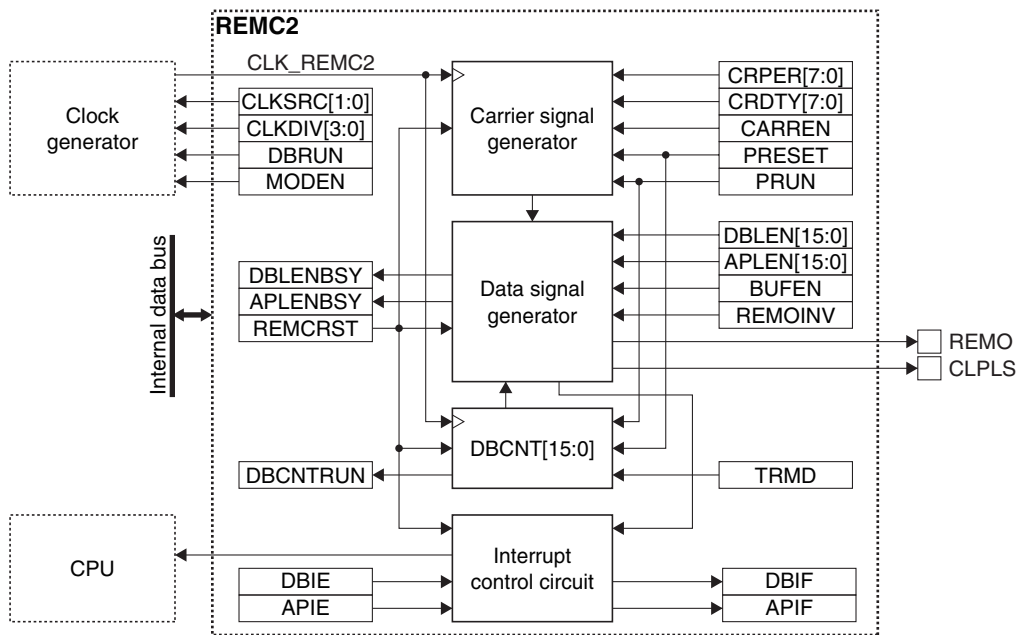 REMC2
CLK_REMC2
Clock
generator
CLKSRC[1:0]
CLKDIV[3:0]
DBRUN
MODEN
Carrier signal
generator
CRPER[7:0]
CRDTY[7:0]
CARREN
PRESET
PRUN
Internal data bus
DBLENBSY
APLENBSY
REMCRST
Data signal
generator
DBLEN[15:0]
APLEN[15:0]
BUFEN
REMOINV
REMO
CLPLS
DBCNT[15:0]
DBCNTRUN
TRMD
CPU
Interrupt
control circuit
DBIE
APIE
DBIF
APIF